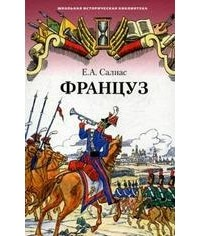 ШКОЛЬНАЯ ИСТОРИЧЕСКАЯ БИБЛИОТЕКА
Е.А. Салиас
ФРАНЦУЗ